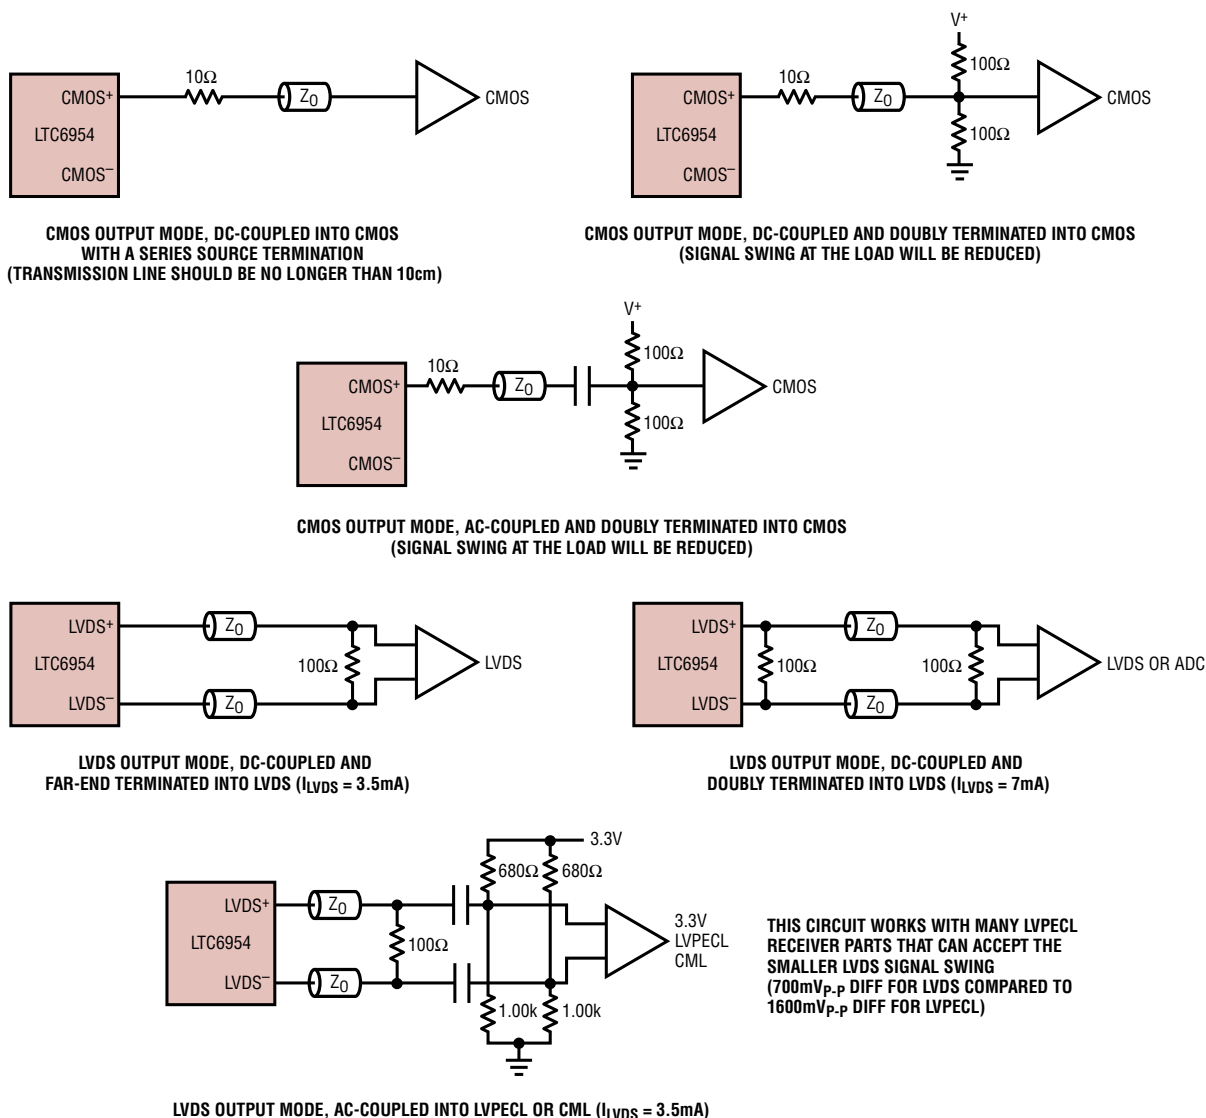 V+
10Ω
Z0
CMOS+
LTC6954
CMOS–
CMOS
CMOS OUTPUT MODE, DC-COUPLED INTO CMOS
WITH A SERIES SOURCE TERMINATION
(TRANSMISSION LINE SHOULD BE NO LONGER THAN 10cm)
10Ω
Z0
100Ω
100Ω
CMOS+
LTC6954
CMOS–
CMOS
CMOS OUTPUT MODE, DC-COUPLED AND DOUBLY TERMINATED INTO CMOS
(SIGNAL SWING AT THE LOAD WILL BE REDUCED)
V+
10Ω
Z0
100Ω
100Ω
CMOS+
LTC6954
CMOS–
CMOS
CMOS OUTPUT MODE, AC-COUPLED AND DOUBLY TERMINATED INTO CMOS
(SIGNAL SWING AT THE LOAD WILL BE REDUCED)
LVDS+
LTC6954
LVDS–
Z0
Z0
100Ω
LVDS
LVDS OUTPUT MODE, DC-COUPLED AND
FAR-END TERMINATED INTO LVDS (ILVDS = 3.5mA)
LVDS+
LTC6954
LVDS–
100Ω
Z0
Z0
100Ω
LVDS OR ADC
LVDS OUTPUT MODE, DC-COUPLED AND
DOUBLY TERMINATED INTO LVDS (ILVDS = 7mA)
3.3V
680Ω
680Ω
LVDS+
LTC6954
LVDS–
Z0
Z0
100Ω
1.00k
1.00k
3.3V
LVPECL
CML
THIS CIRCUIT WORKS WITH MANY LVPECL
RECEIVER PARTS THAT CAN ACCEPT THE
SMALLER LVDS SIGNAL SWING
(700mVP-P DIFF FOR LVDS COMPARED TO
1600mVP-P DIFF FOR LVPECL)
LVDS OUTPUT MODE, AC-COUPLED INTO LVPECL OR CML (ILVDS = 3.5mA)